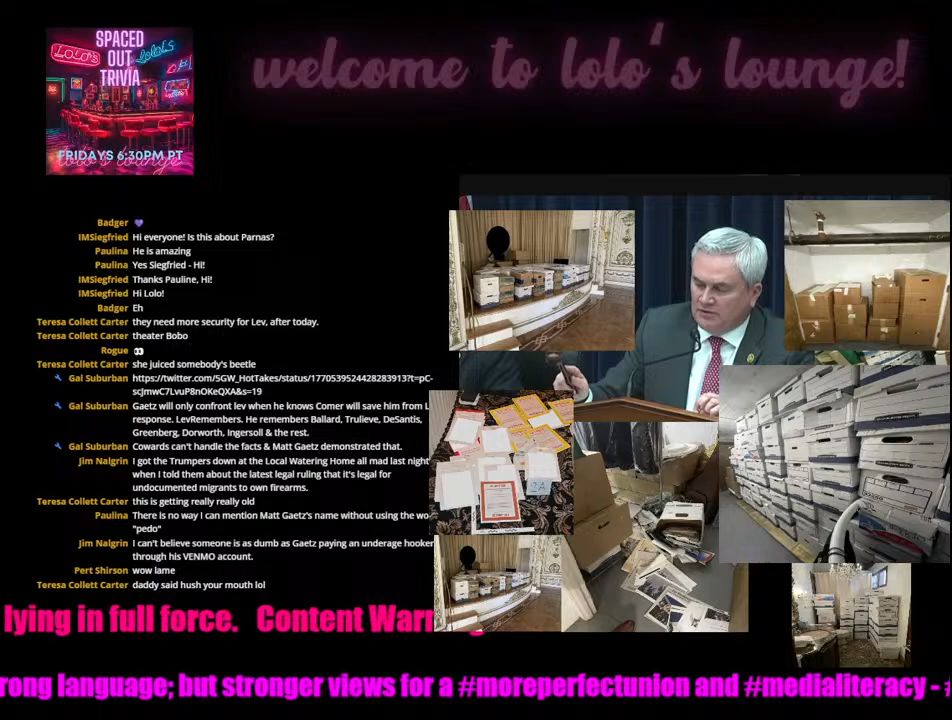 SPACED
OUT
TRIVIA
LOLO'S
FRIDAYS 6:30PM PT
lolo's lounge
welcome to lolo's lounge!
Badger 💜
IMSiegfried Hi everyone! Is this about Parnas?
Paulina He is amazing
Paulina Yes Siegfried - Hi!
IMSiegfried Thanks Pauline, Hi!
IMSiegfried Hi Lolo!
Badger Eh
Teresa Collett Carter they need more security for Lev, after today.
Teresa Collett Carter theater Bobo
Rogue 👀
Teresa Collett Carter she juiced somebody's beetle
Gal Suburban https://twitter.com/5GW_HotTakes/status/1770539524428283913?t=pC-
scJmwC7LvuP8nOKeQXA&s=19
Gal Suburban Gaetz will only confront lev when he knows Comer will save him from L
response. LevRemembers. He remembers Ballard, Trulieve, DeSantis,
Greenberg, Dorworth, Ingersoll & the rest.
Gal Suburban Cowards can't handle the facts & Matt Gaetz demonstrated that.
Jim Nalgrin I got the Trumpers down at the Local Watering Home all mad last night
when I told them about the latest legal ruling that it's legal for
undocumented migrants to own firearms.
Teresa Collett Carter this is getting really really old
Paulina There is no way I can mention Matt Gaetz's name without using the wo
"pedo"
Jim Nalgrin I can't believe someone is as dumb as Gaetz paying an underage hooker
through his VENMO account.
Pert Shirson wow lame
Teresa Collett Carter daddy said hush your mouth lol
lying in full force. Content Warn
rong language; but stronger views for a #moreperfectunion and #medialiteracy - #